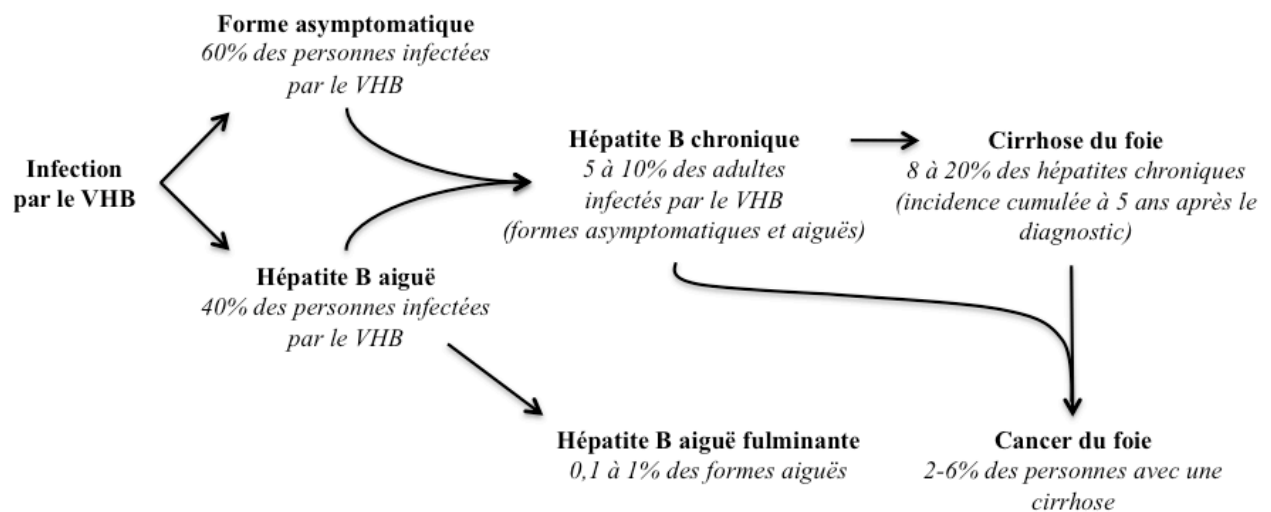 Forme asymptomatique
60% des personnes infectées
par le VHB
Infection
par le VHB
Hépatite B aiguë
40% des personnes infectées
par le VHB
Hépatite B chronique
5 à 10% des adultes
infectés par le VHB
(formes asymptomatiques et aiguës)
Cirrhose du foie
8 à 20% des hépatites chroniques
(incidence cumulée à 5 ans après le
diagnostic)
Hépatite B aiguë fulminante
0,1 à 1% des formes aiguës
Cancer du foie
2-6% des personnes avec une
cirrhose